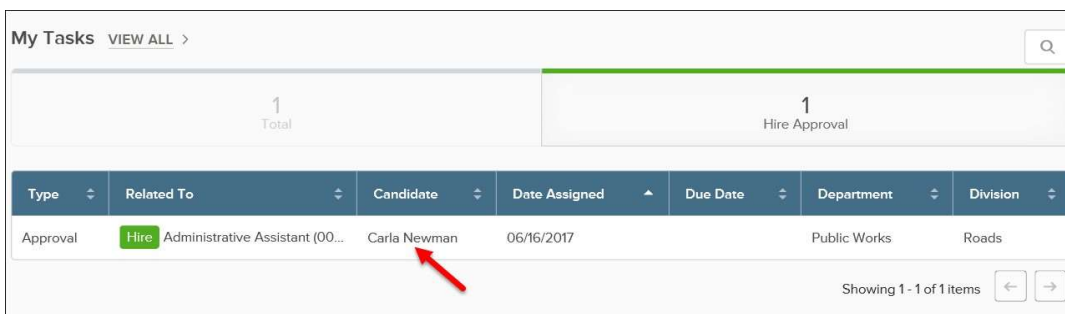 My Tasks VIEW ALL >
1
Total
1
Hire Approval
Type Related To Candidate Date Assigned Due Date Department Division
Approval Hire Administrative Assistant (00... Carla Newman 06/16/2017 Public Works Roads
Showing 1 - 1 of 1 items ← →